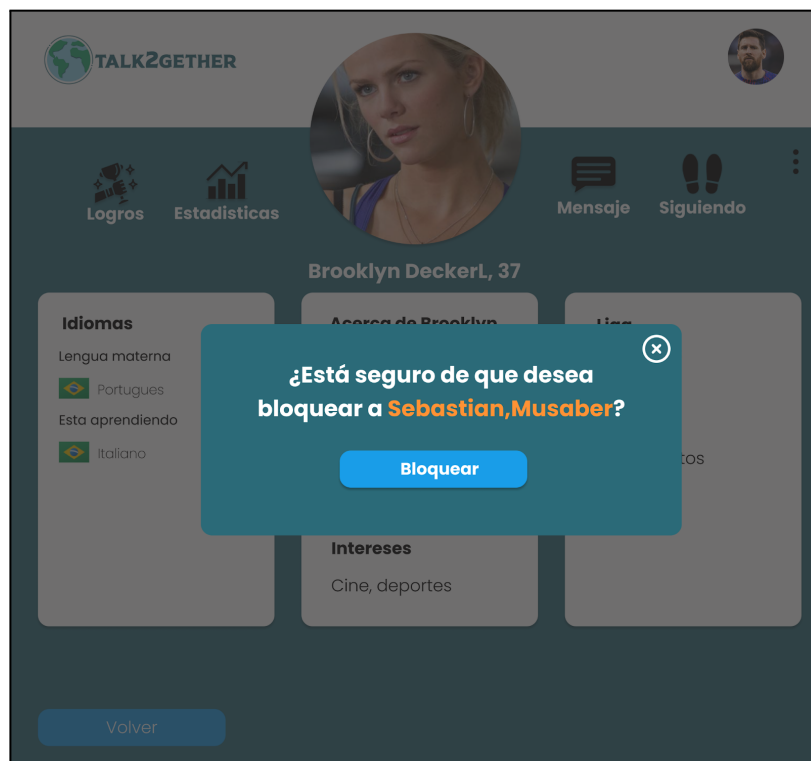 TALK2GETHER
Logros
Estadisticas
Mensaje
Siguiendo
Brooklyn DeckerL, 37
Idiomas
Lengua materna
Portugues
Esta aprendiendo
Italiano
Acerca de Brooklyn
Liga
¿Está seguro de que desea
bloquear a Sebastian,Musaber?
Bloquear
Intereses
Cine, deportes
Volver